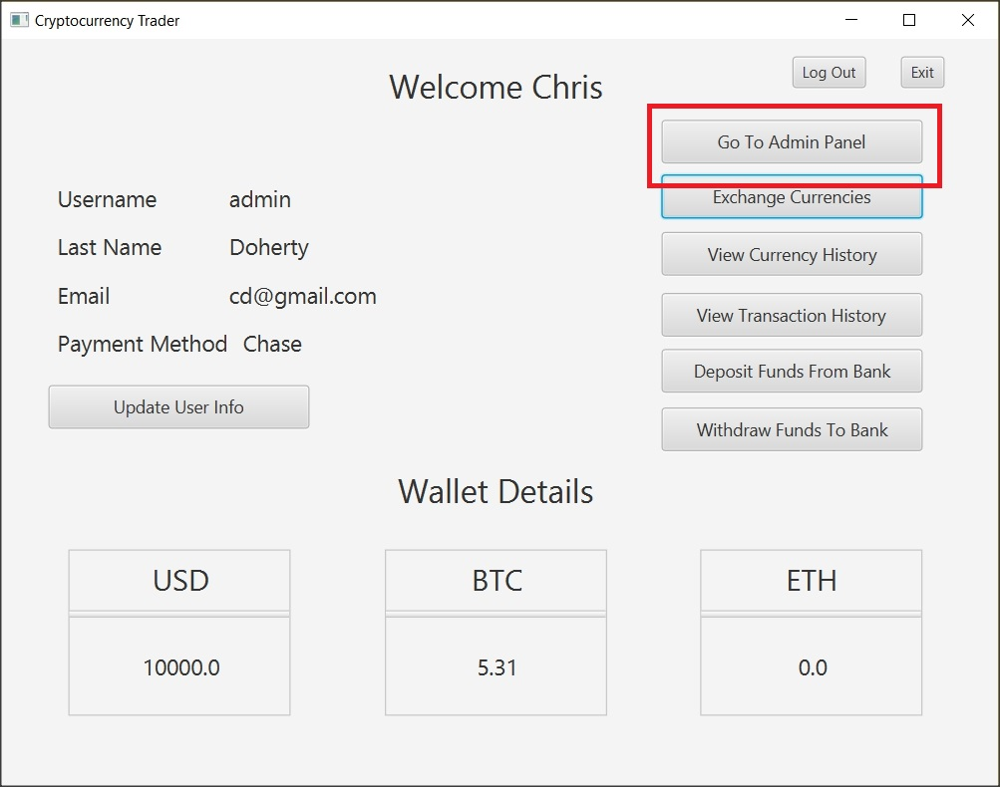 Cryptocurrency Trader
Log Out Exit
Welcome Chris
Go To Admin Panel
Exchange Currencies
View Currency History
View Transaction History
Deposit Funds From Bank
Withdraw Funds To Bank
Username admin
Last Name Doherty
Email cd@gmail.com
Payment Method Chase
Update User Info
Wallet Details
USD BTC ETH
10000.0 5.31 0.0